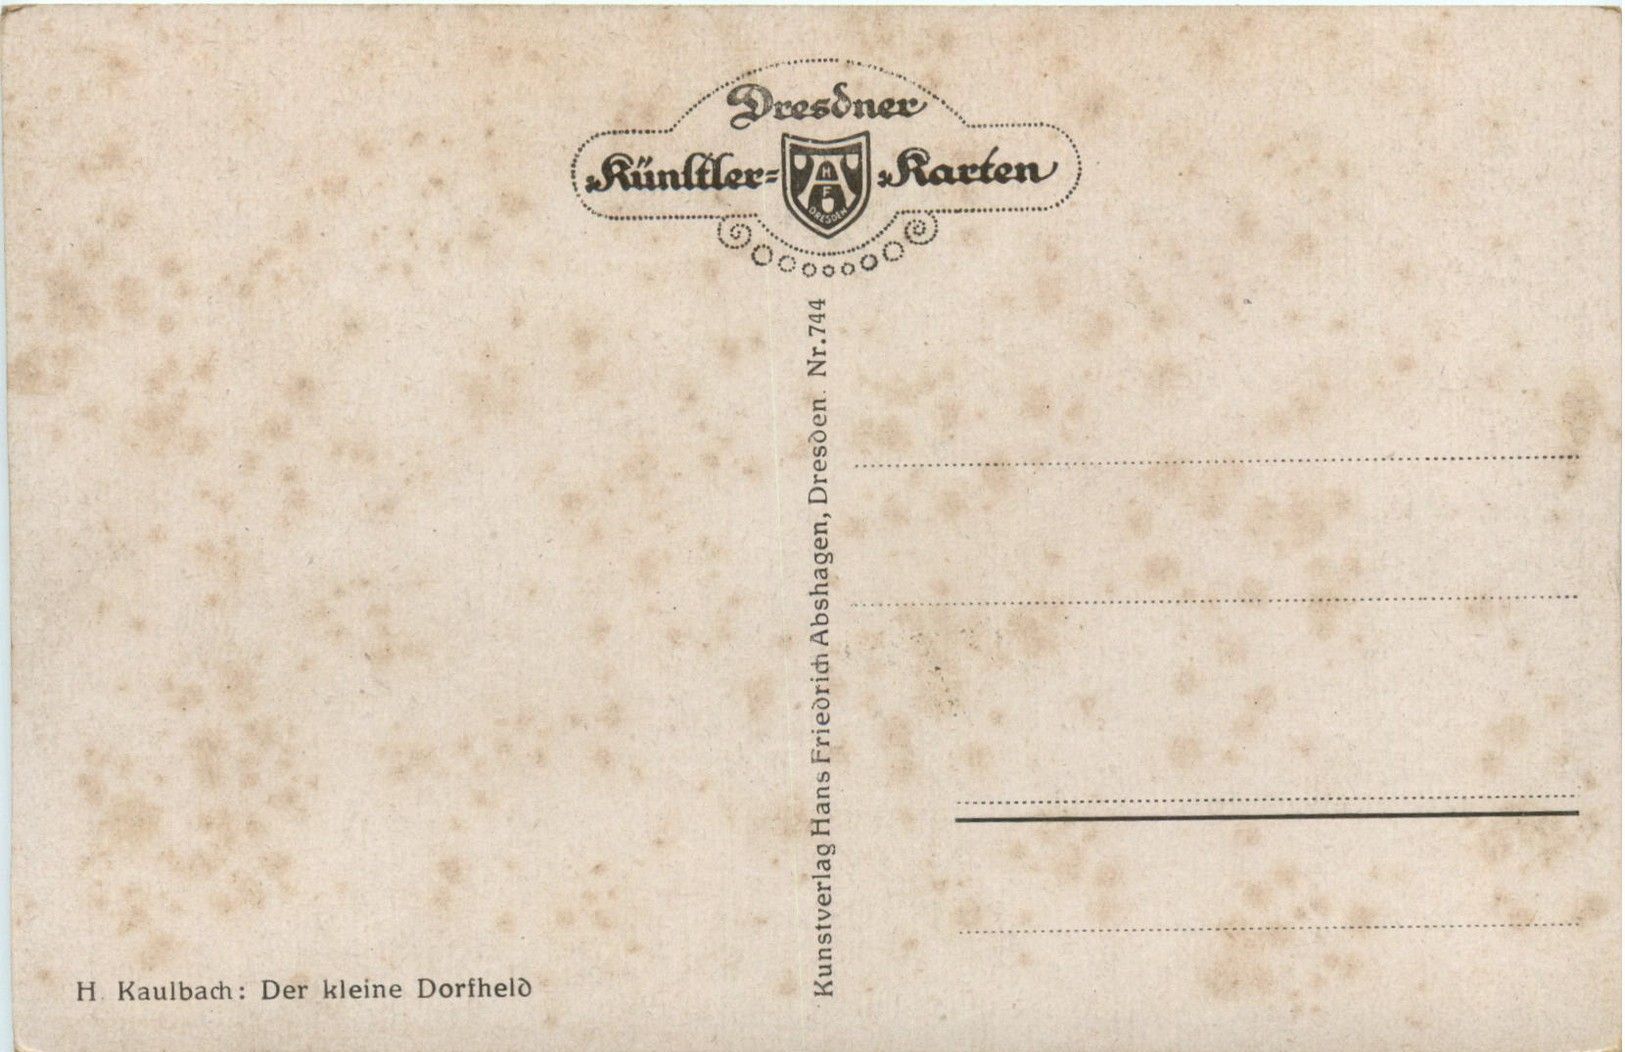 Dresdner
Künstler-Karten
H F
A
DRESDEN
Kunstverlag Hans Friedrich Abshagen, Dresden. Nr. 744
H. Kaulbach: Der kleine Dorfheld